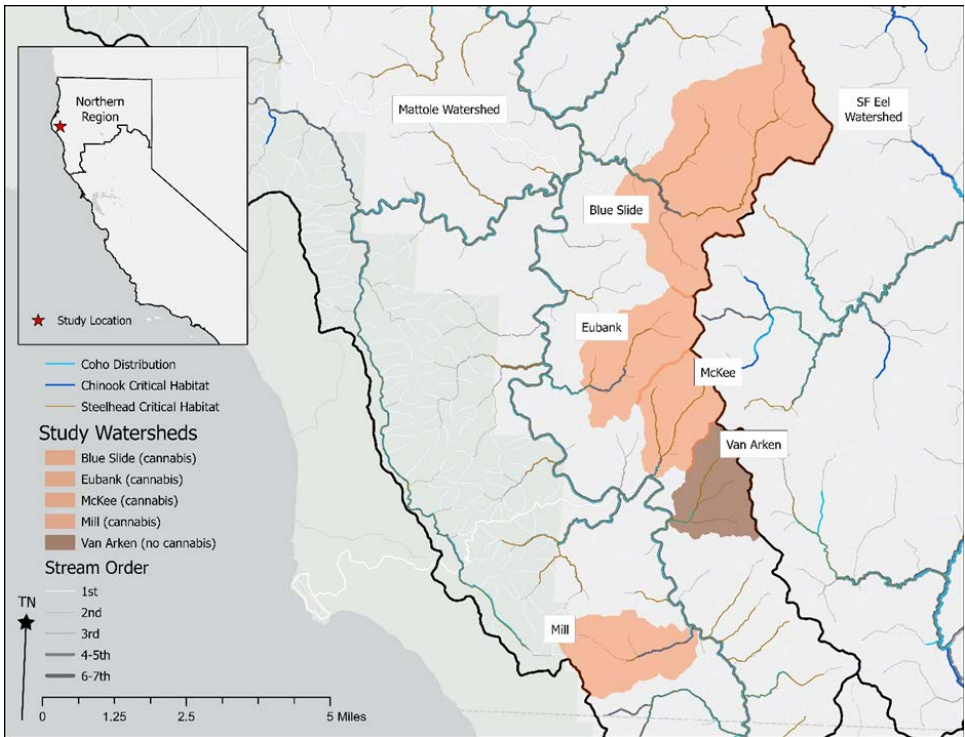 Northern
Region
Study Location
Mattole Watershed
SF Eel
Watershed
Blue Slide
Eubank
McKee
Van Arken
Mill
Coho Distribution
Chinook Critical Habitat
Steelhead Critical Habitat
Study Watersheds
Blue Slide (cannabis)
Eubank (cannabis)
McKee (cannabis)
Mill (cannabis)
Van Arken (no cannabis)
Stream Order
1st
2nd
3rd
4-5th
6-7th
TN
0 1.25 2.5 5 Miles